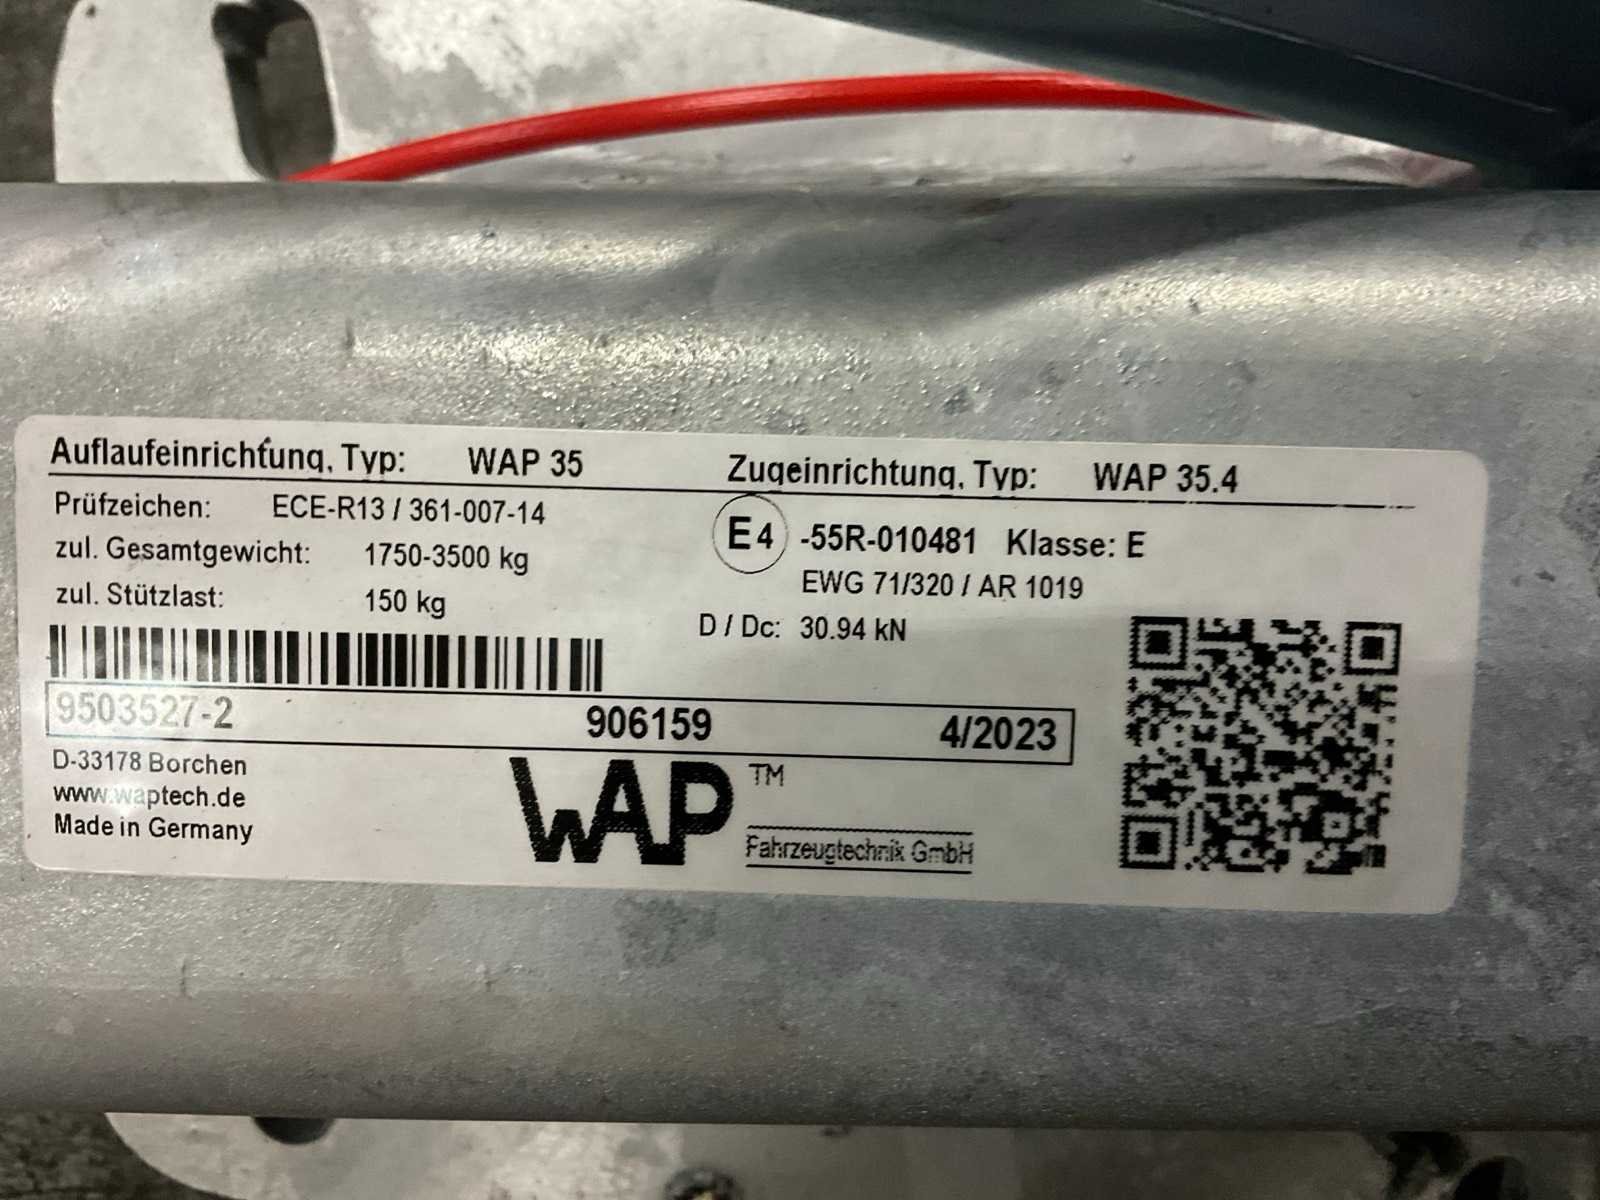 Auflaufeinrichtung, Typ: WAP 35
Prüfzeichen: ECE-R13 / 361-007-14
zul. Gesamtgewicht: 1750-3500 kg
zul. Stützlast: 150 kg
Zugeinrichtung, Typ: WAP 35.4
E4 -55R-010481 Klasse: E
EWG 71/320 / AR 1019
D / Dc: 30.94 kN
9503527-2 906159 4/2023
D-33178 Borchen
www.waptech.de
Made in Germany
WAP TM
Fahrzeugtechnik GmbH